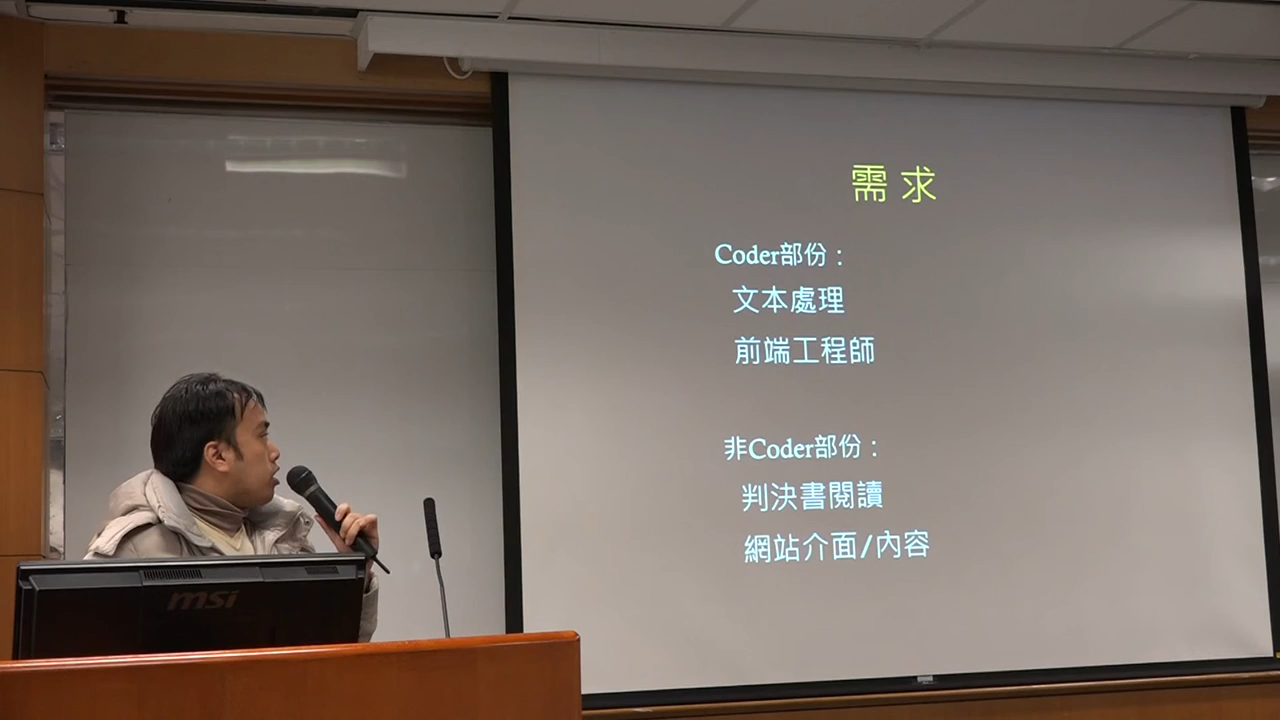 需求
Coder部份：
文本處理
前端工程師
非Coder部份：
判決書閱讀
網站介面/內容
msi